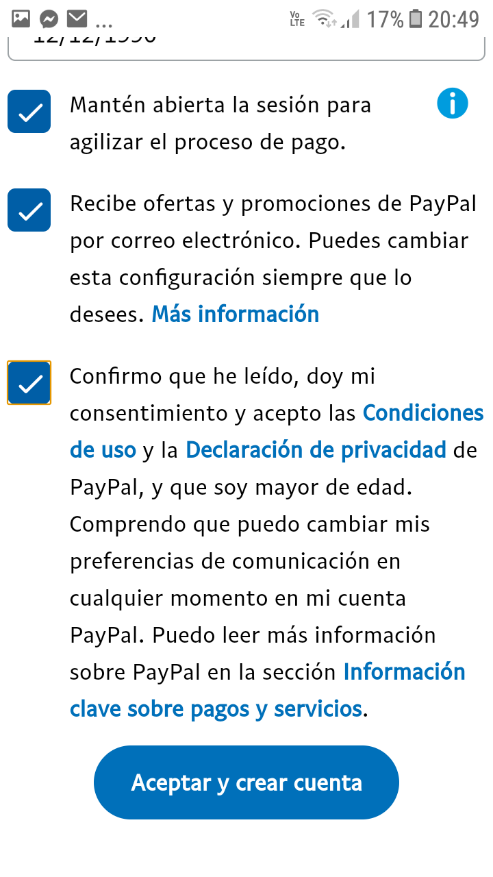 ... Vo LTE 17% 20:49
12/12/1990
Mantén abierta la sesión para
agilizar el proceso de pago.
Recibe ofertas y promociones de PayPal
por correo electrónico. Puedes cambiar
esta configuración siempre que lo
desees. Más información
Confirmo que he leído, doy mi
consentimiento y acepto las Condiciones
de uso y la Declaración de privacidad de
PayPal, y que soy mayor de edad.
Comprendo que puedo cambiar mis
preferencias de comunicación en
cualquier momento en mi cuenta
PayPal. Puedo leer más información
sobre PayPal en la sección Información
clave sobre pagos y servicios.
Aceptar y crear cuenta